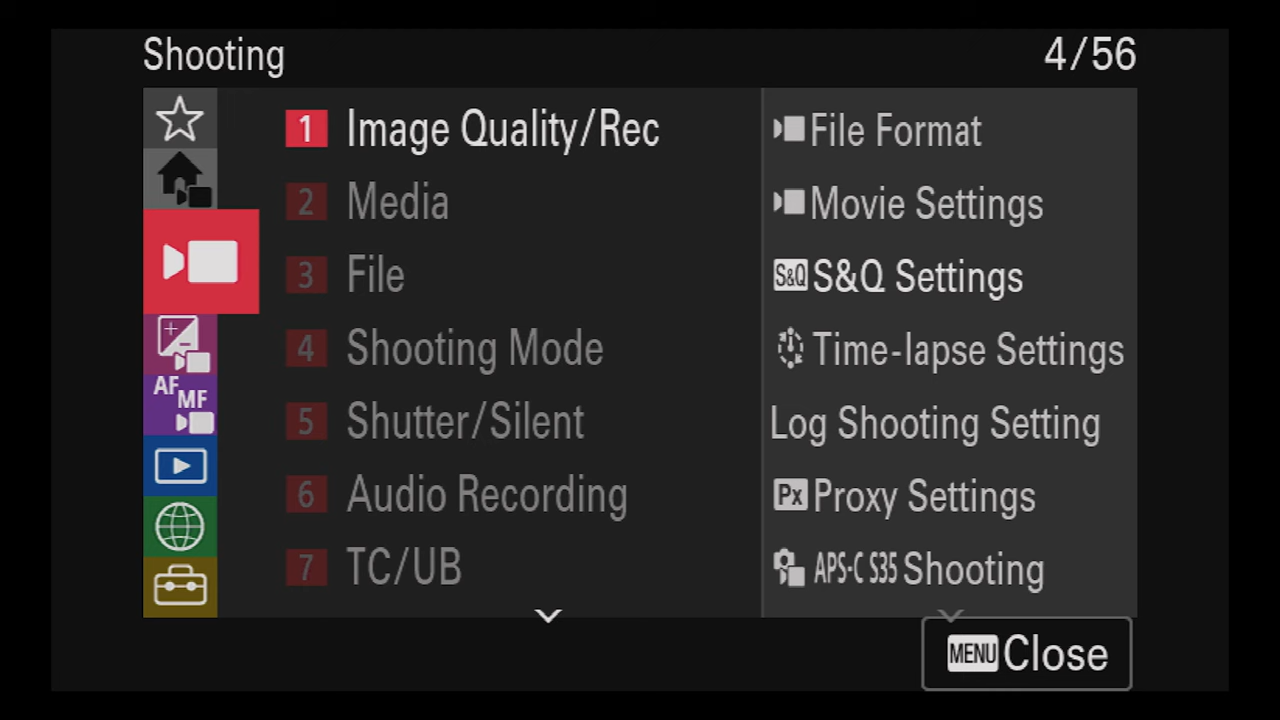 Shooting 4/56
1 Image Quality/Rec
2 Media
3 File
4 Shooting Mode
5 Shutter/Silent
6 Audio Recording
7 TC/UB
AF
MF
File Format
Movie Settings
S&Q S&Q Settings
Time-lapse Settings
Log Shooting Setting
Px Proxy Settings
APS-C S35 Shooting
MENU Close